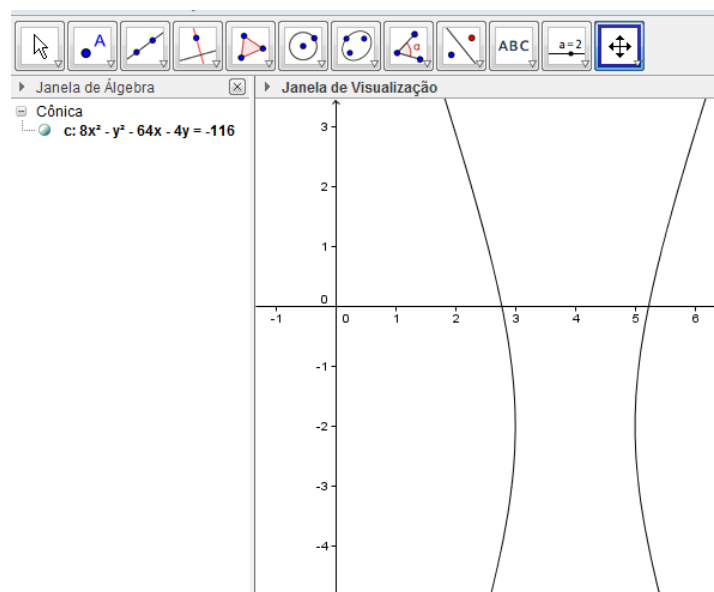 A
α
ABC
a=2
Janela de Álgebra
Janela de Visualização
Cônica
c: 8x² - y² - 64x - 4y = -116
3
2
1
0
-1 0 1 2 3 4 5 6
-1
-2
-3
-4